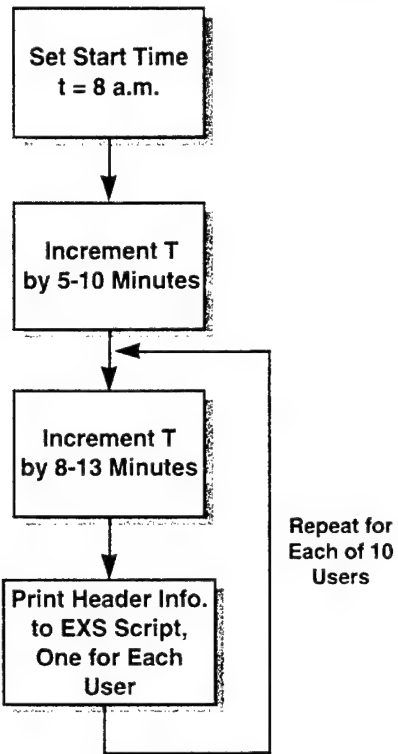 Set Start Time
t = 8 a.m.
Increment T
by 5-10 Minutes
Increment T
by 8-13 Minutes
Repeat for
Each of 10
Users
Print Header Info.
to EXS Script,
One for Each
User